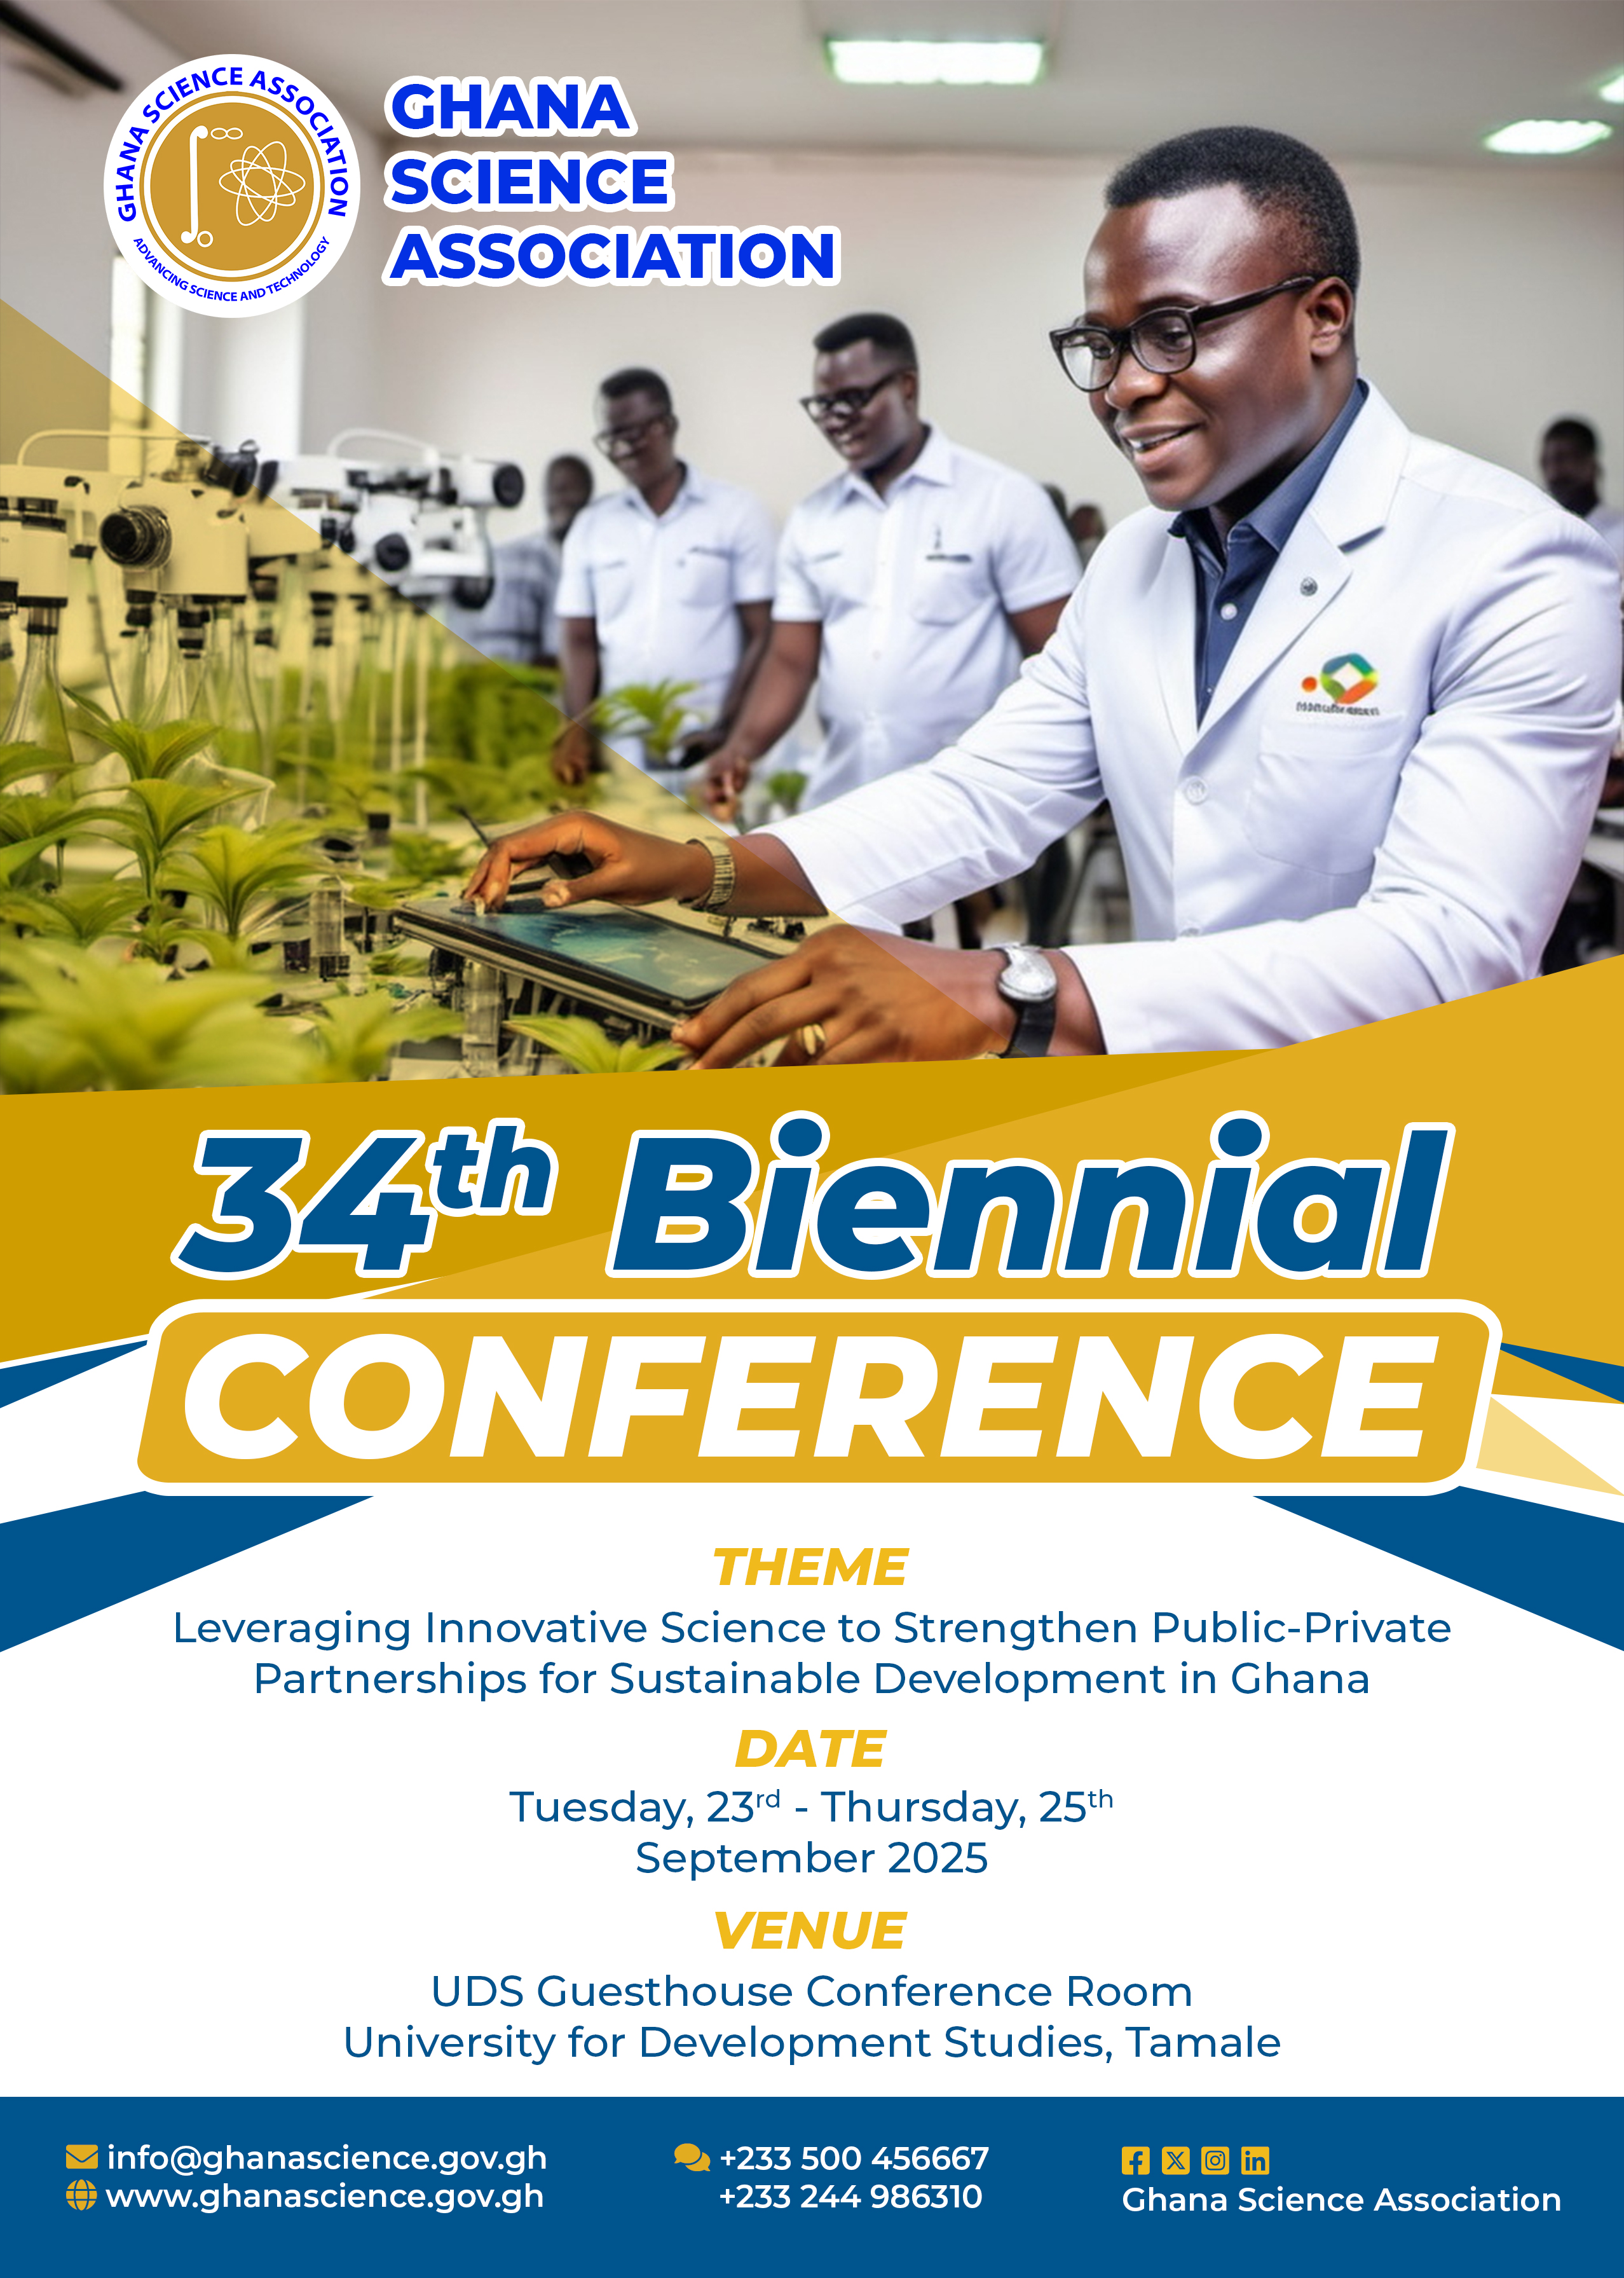 GHANA SCIENCE ASSOCIATION
ADVANCING SCIENCE AND TECHNOLOGY
GHANA
SCIENCE
ASSOCIATION
34th Biennial
CONFERENCE
THEME
Leveraging Innovative Science to Strengthen Public-Private
Partnerships for Sustainable Development in Ghana
DATE
Tuesday, 23rd - Thursday, 25th
September 2025
VENUE
UDS Guesthouse Conference Room
University for Development Studies, Tamale
info@ghanascience.gov.gh
www.ghanascience.gov.gh
+233 500 456667
+233 244 986310
Ghana Science Association